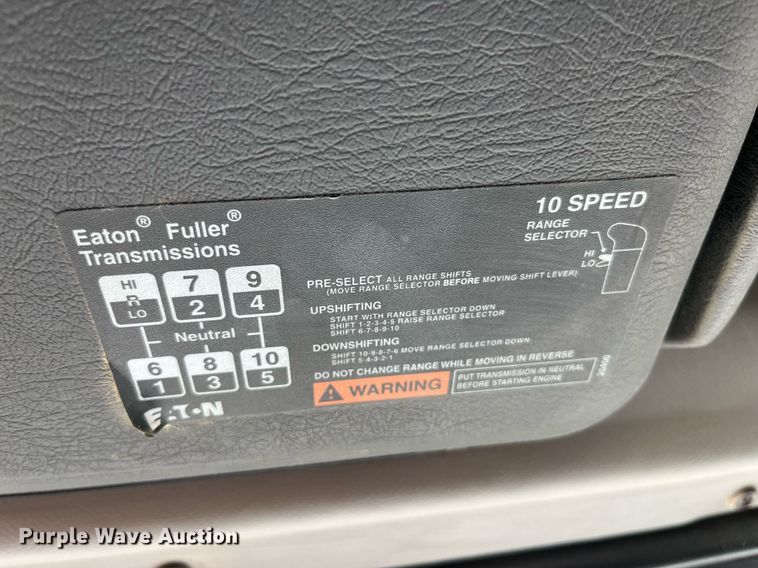 Eaton® Fuller®
Transmissions
10 SPEED
RANGE
SELECTOR
HI
LO
HI
R
LO
7
2
9
4
Neutral
6
1
8
3
10
5
EATON
PRE-SELECT ALL RANGE SHIFTS
(MOVE RANGE SELECTOR BEFORE MOVING SHIFT LEVER)
UPSHIFTING
START WITH RANGE SELECTOR DOWN
SHIFT 1-2-3-4-5 RAISE RANGE SELECTOR
SHIFT 6-7-8-9-10
DOWNSHIFTING
SHIFT 10-9-8-7-6 MOVE RANGE SELECTOR DOWN
SHIFT 5-4-3-2-1
DO NOT CHANGE RANGE WHILE MOVING IN REVERSE
WARNING
PUT TRANSMISSION IN NEUTRAL
BEFORE STARTING ENGINE
Purple Wave Auction